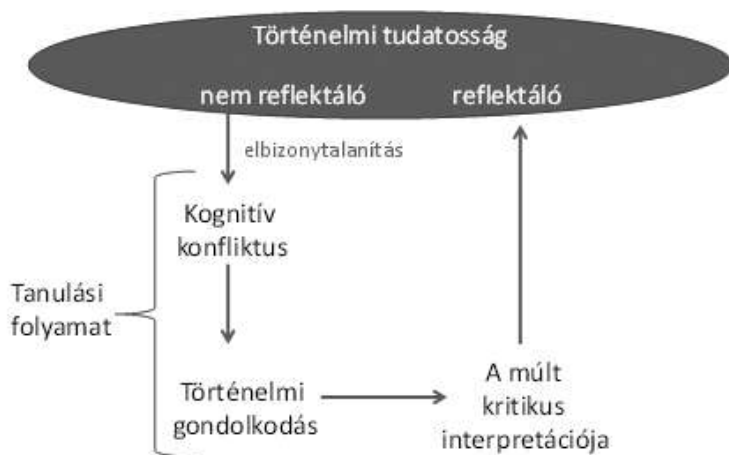 Történelmi tudatosság
nem reflektáló
reflektáló
elbizonytalanítás
Kognitív
konfliktus
Tanulási
folyamat
Történelmi
gondolkodás
A múlt
kritikus
interpretációja